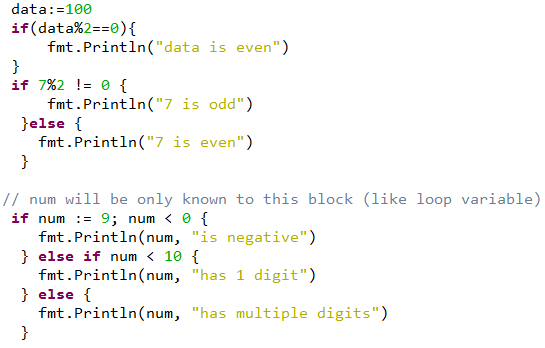 data:=100
if(data%2==0){
    fmt.Println("data is even")
}
if 7%2 != 0 {
    fmt.Println("7 is odd")
 }else {
   fmt.Println("7 is even")
 }

// num will be only known to this block (like loop variable)
if num := 9; num < 0 {
   fmt.Println(num, "is negative")
 } else if num < 10 {
   fmt.Println(num, "has 1 digit")
 } else {
   fmt.Println(num, "has multiple digits")
 }